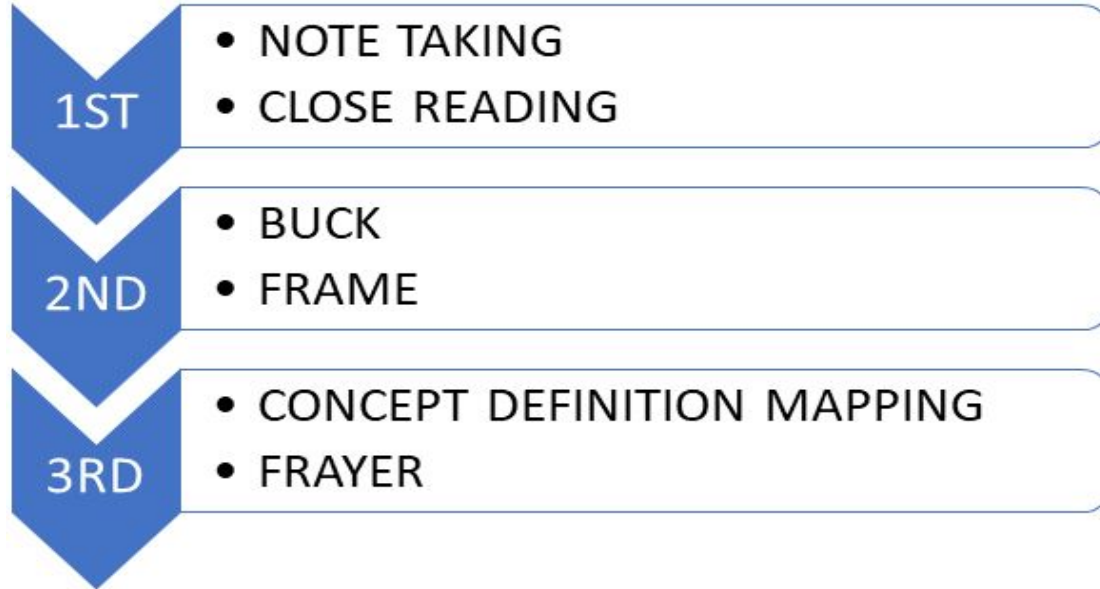 1ST
• NOTE TAKING
• CLOSE READING
2ND
• BUCK
• FRAME
3RD
• CONCEPT DEFINITION MAPPING
• FRAYER